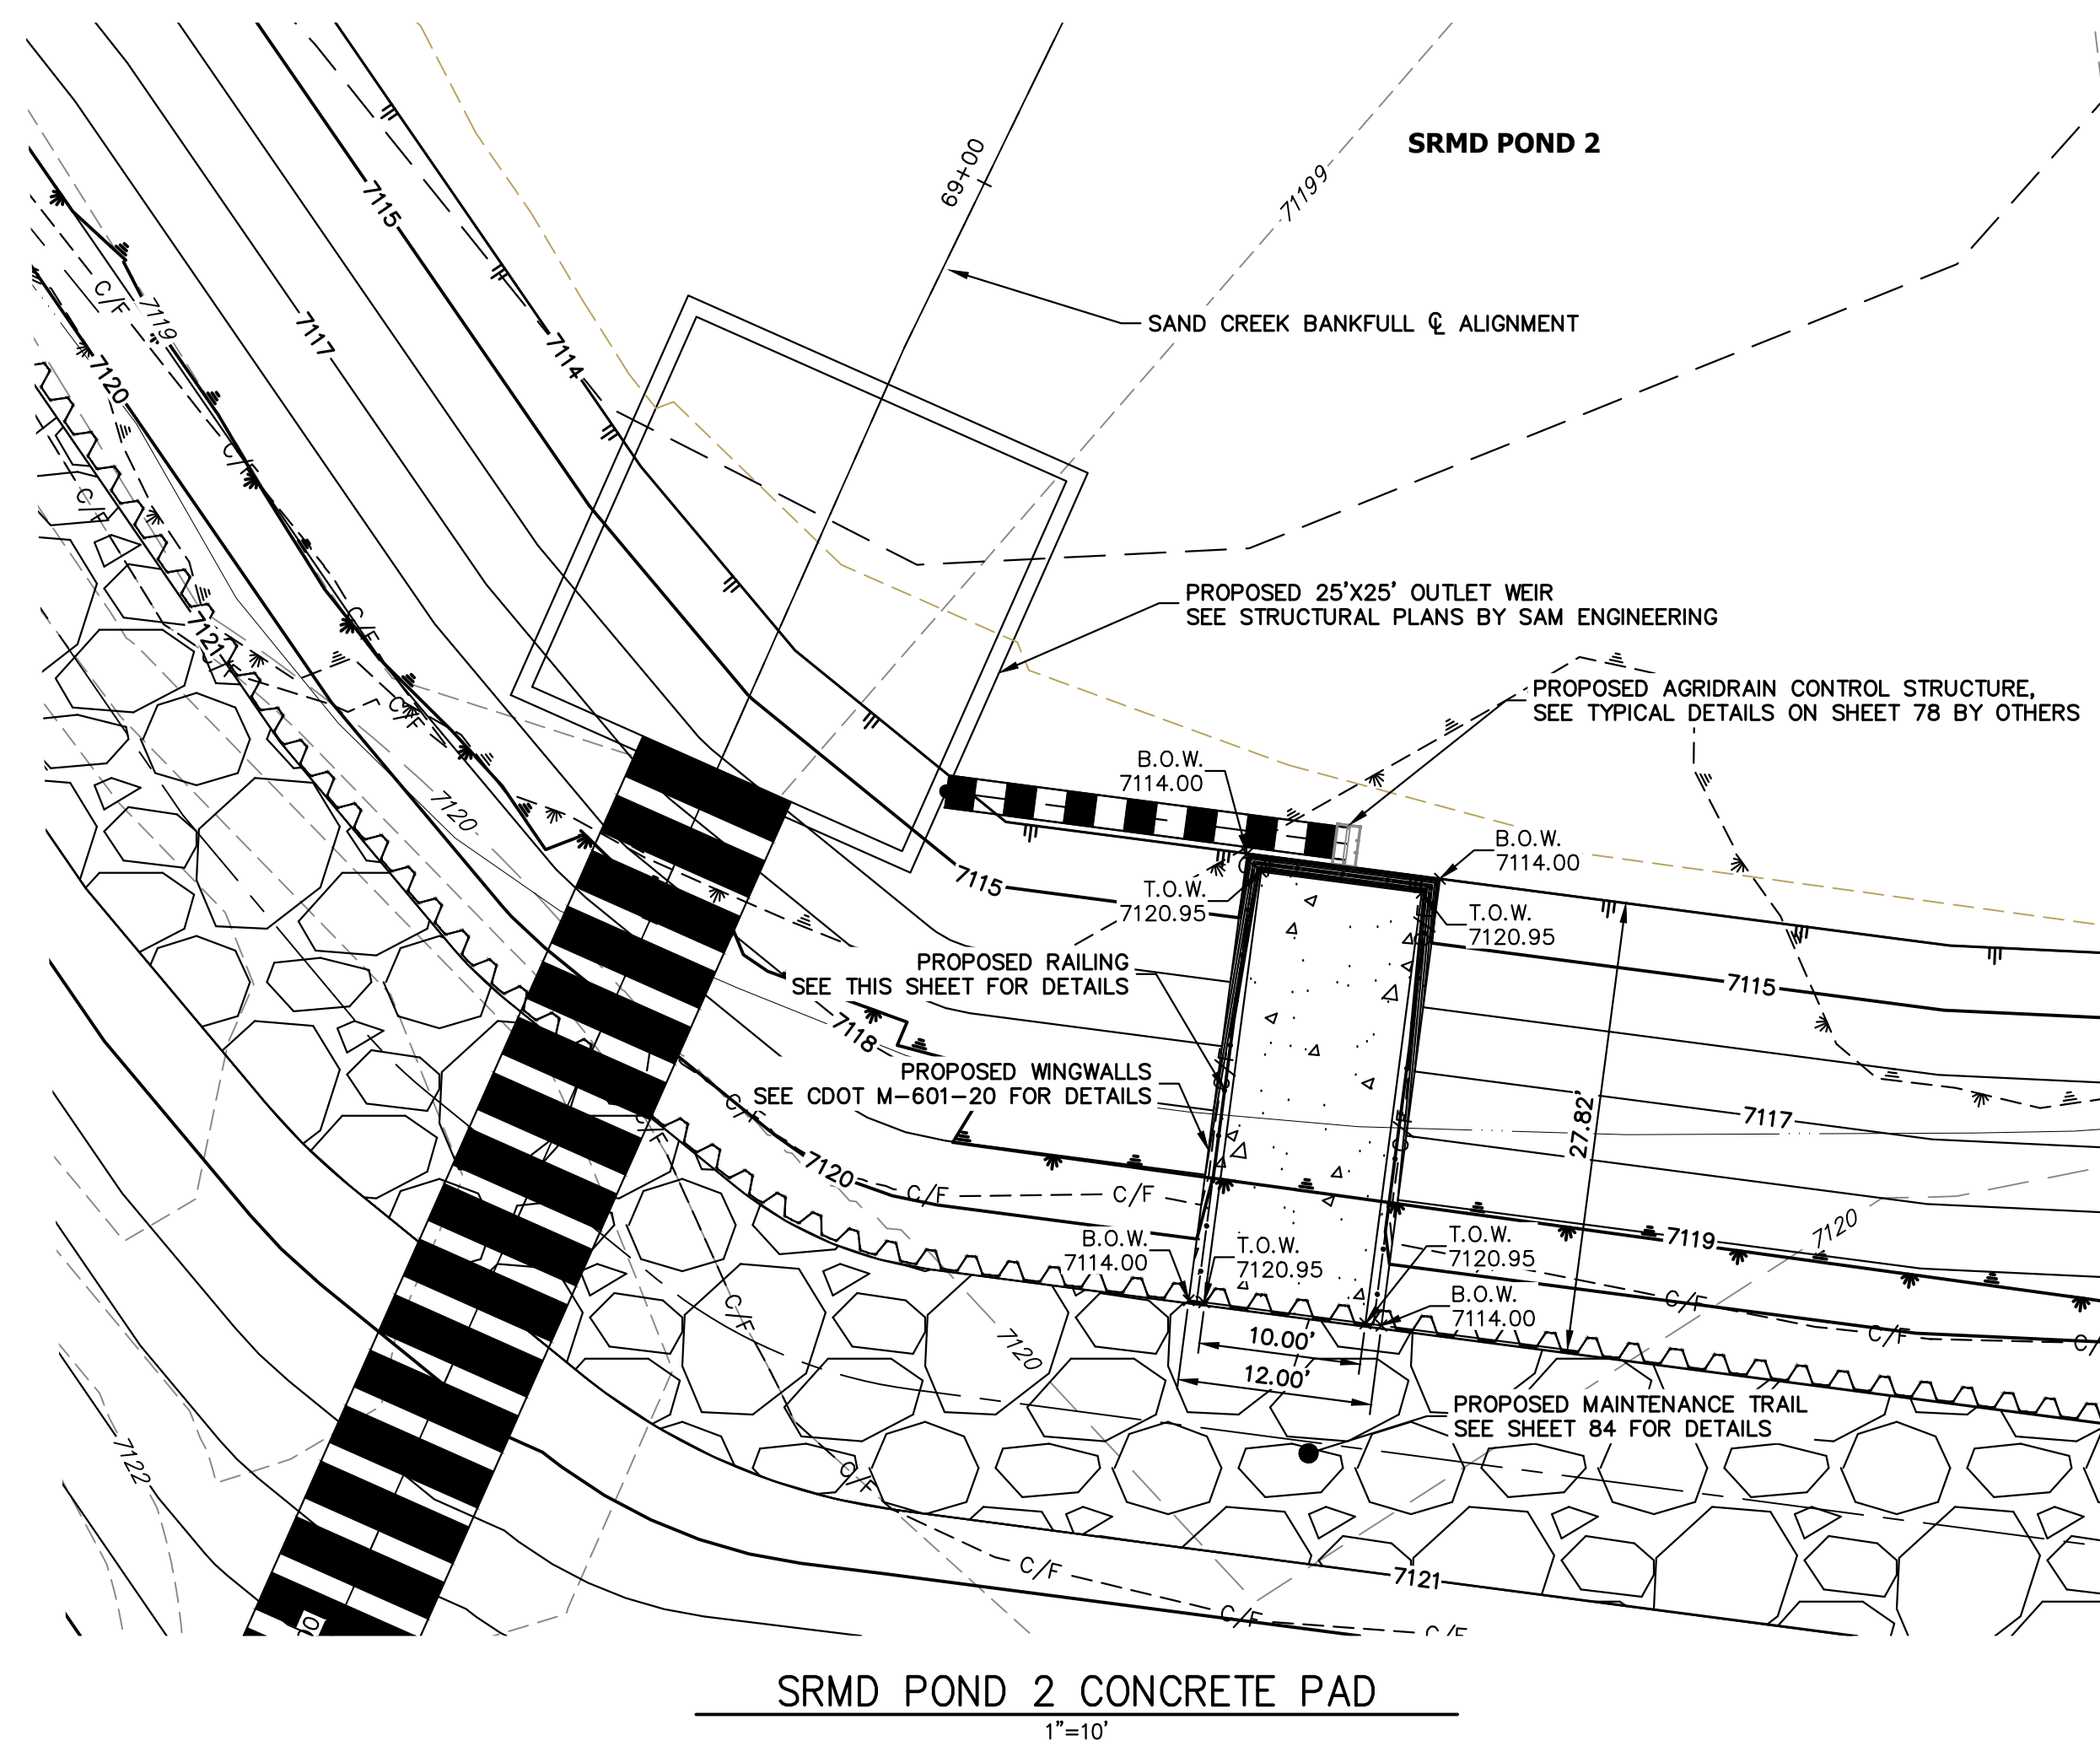 SRMD POND 2
69+00
71199
7115
7114
7117
C/F
7119
7120
SAND CREEK BANKFULL ℄ ALIGNMENT
C/F
C/F
PROPOSED 25'X25' OUTLET WEIR
SEE STRUCTURAL PLANS BY SAM ENGINEERING
7121
C/F
C/F
PROPOSED AGRIDRAIN CONTROL STRUCTURE,
SEE TYPICAL DETAILS ON SHEET 78 BY OTHERS
7120
B.O.W.
7114.00
B.O.W.
7114.00
7115
T.O.W.
7120.95
T.O.W.
7120.95
PROPOSED RAILING
SEE THIS SHEET FOR DETAILS
7115
7118
PROPOSED WINGWALLS
SEE CDOT M-601-20 FOR DETAILS
C/F
C/F
C/F
27.82'
7117
7120
C/F
C/F
7119
7120
B.O.W.
7114.00
T.O.W.
7120.95
T.O.W.
7120.95
B.O.W.
7114.00
C/F
C/F
C/F
7120
10.00'
12.00'
PROPOSED MAINTENANCE TRAIL
SEE SHEET 84 FOR DETAILS
7122
C/F
C/F
7121
C/F
SRMD POND 2 CONCRETE PAD
1"=10'